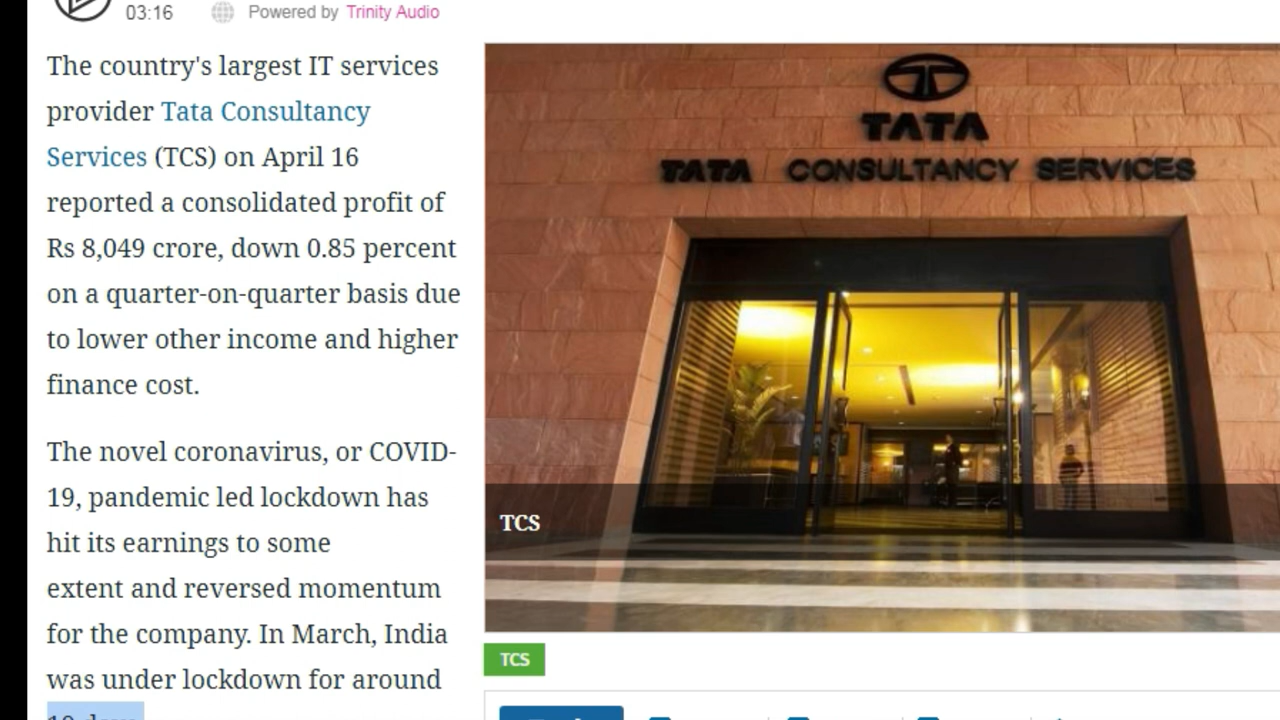 03:16 Powered by Trinity Audio
The country's largest IT services
provider Tata Consultancy
Services (TCS) on April 16
reported a consolidated profit of
Rs 8,049 crore, down 0.85 percent
on a quarter-on-quarter basis due
to lower other income and higher
finance cost.
The novel coronavirus, or COVID-
19, pandemic led lockdown has
hit its earnings to some
extent and reversed momentum
for the company. In March, India
was under lockdown for around
TATA
TATA CONSULTANCY SERVICES
TCS
TCS